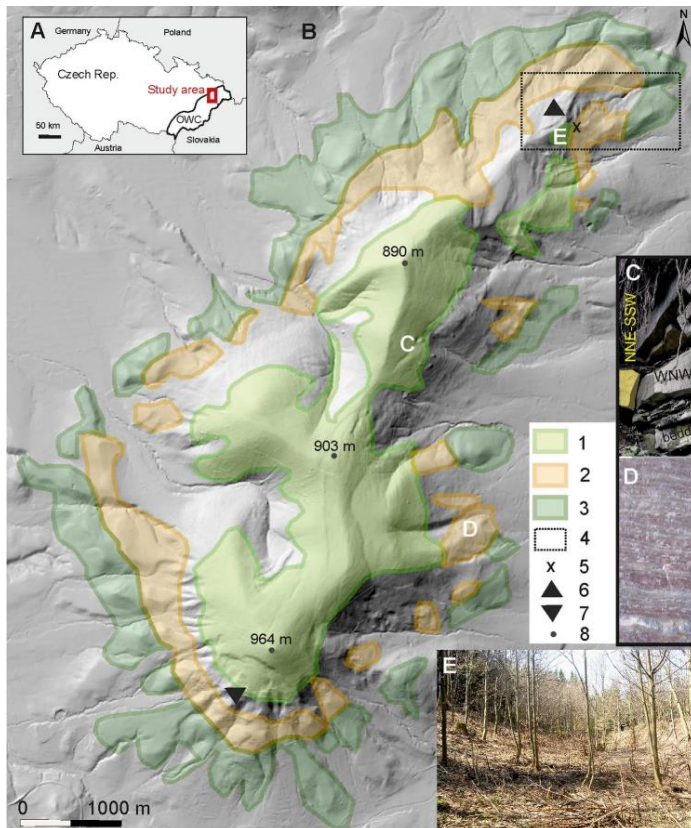 A
Germany
Poland
Czech Rep.
Study area
OWC
50 km
Austria
Slovakia
B
N
E
890 m
C
903 m
D
964 m
1
2
3
4
x 5
6
7
8
0 1000 m
C
NNE-SSW
WNW
bedd
D
E